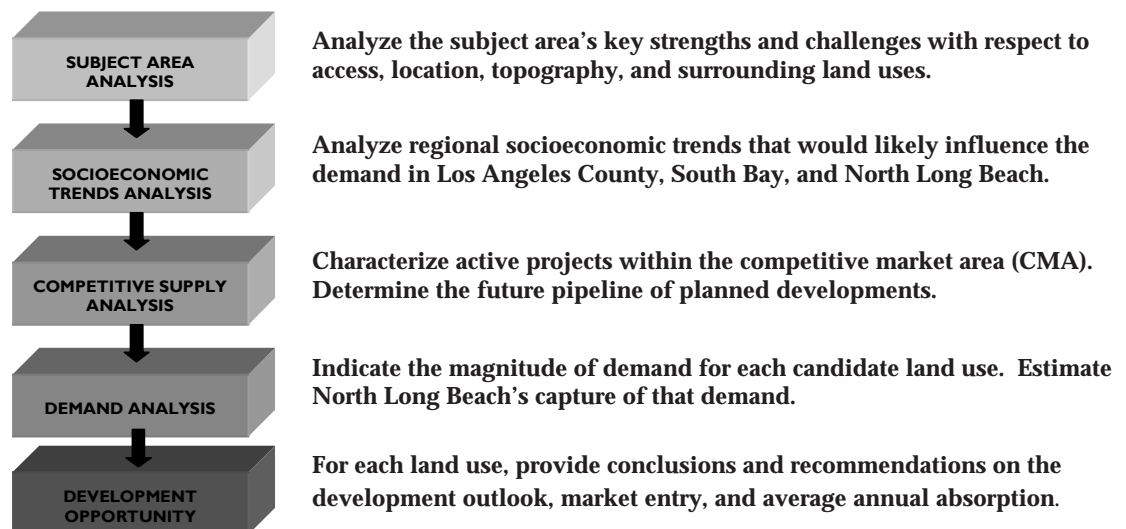 SUBJECT AREA
ANALYSIS
Analyze the subject area’s key strengths and challenges with respect to
access, location, topography, and surrounding land uses.
SOCIOECONOMIC
TRENDS ANALYSIS
Analyze regional socioeconomic trends that would likely influence the
demand in Los Angeles County, South Bay, and North Long Beach.
COMPETITIVE SUPPLY
ANALYSIS
Characterize active projects within the competitive market area (CMA).
Determine the future pipeline of planned developments.
DEMAND ANALYSIS
Indicate the magnitude of demand for each candidate land use.  Estimate
North Long Beach’s capture of that demand.
DEVELOPMENT
OPPORTUNITY
For each land use, provide conclusions and recommendations on the
development outlook, market entry, and average annual absorption.